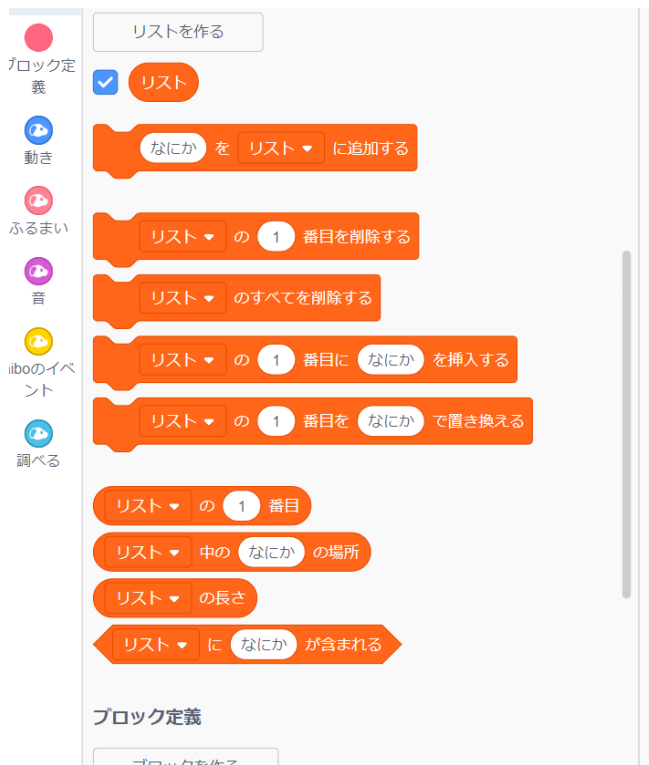 リストを作る
ブロック定
義
動き
ふるまい
音
iboのイベ
ント
調べる
リスト
なにか を リスト に追加する
リスト の 1 番目を削除する
リスト のすべてを削除する
リスト の 1 番目に なにか を挿入する
リスト の 1 番目を なにか で置き換える
リスト の 1 番目
リスト 中の なにか の場所
リスト の長さ
リスト に なにか が含まれる
ブロック定義
ブロックを作る